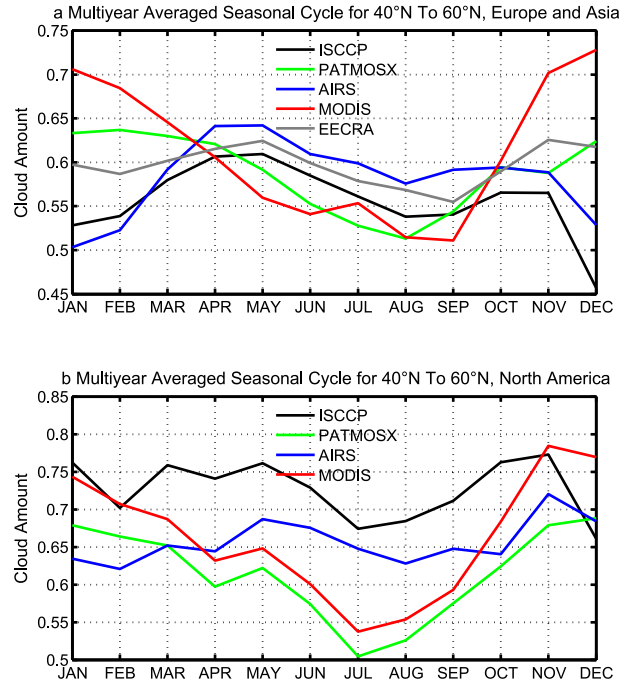 a Multiyear Averaged Seasonal Cycle for 40°N To 60°N, Europe and Asia
0.75
0.7
0.65
0.6
0.55
0.5
0.45
Cloud Amount
ISCCP
PATMOSX
AIRS
MODIS
EECRA
JAN FEB MAR APR MAY JUN JUL AUG SEP OCT NOV DEC
b Multiyear Averaged Seasonal Cycle for 40°N To 60°N, North America
0.85
0.8
0.75
0.7
0.65
0.6
0.55
0.5
Cloud Amount
ISCCP
PATMOSX
AIRS
MODIS
JAN FEB MAR APR MAY JUN JUL AUG SEP OCT NOV DEC